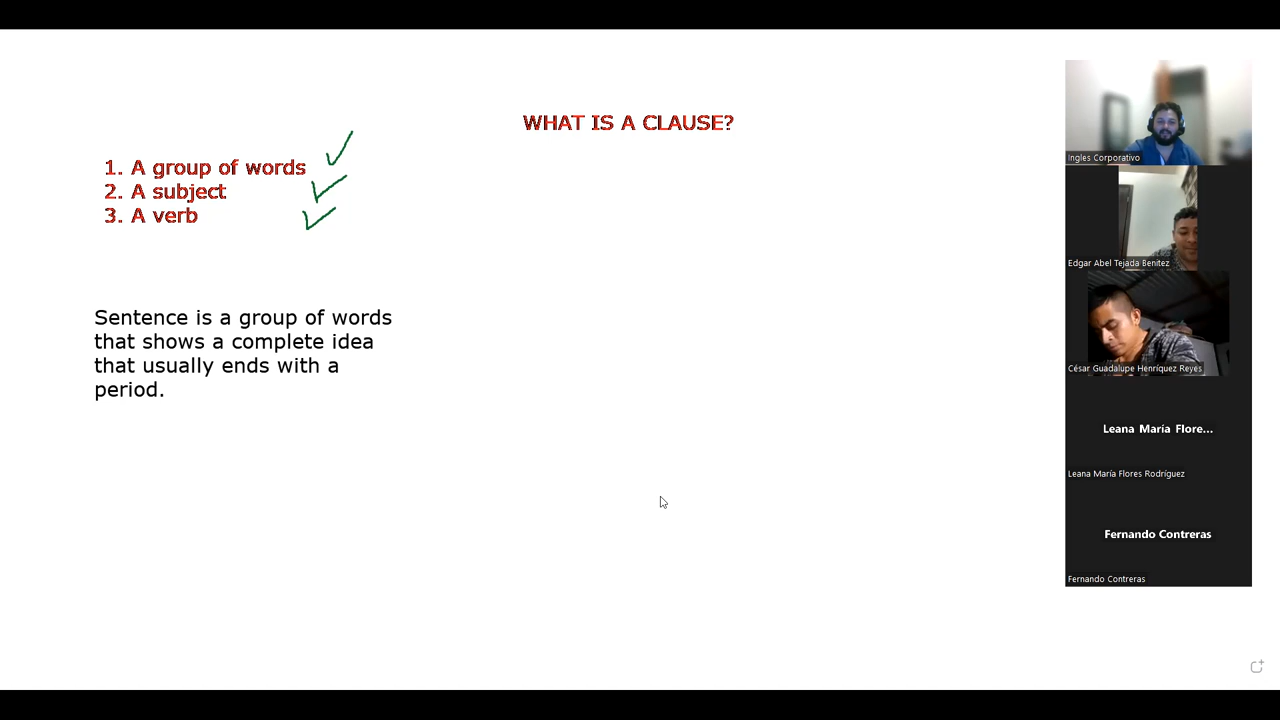 WHAT IS A CLAUSE?
1. A group of words
2. A subject
3. A verb
Sentence is a group of words
that shows a complete idea
that usually ends with a
period.
Ingles Corporativo
Edgar Abel Tejada Benitez
César Guadalupe Henríquez Reyes
Leana María Flore...
Leana María Flores Rodríguez
Fernando Contreras
Fernando Contreras